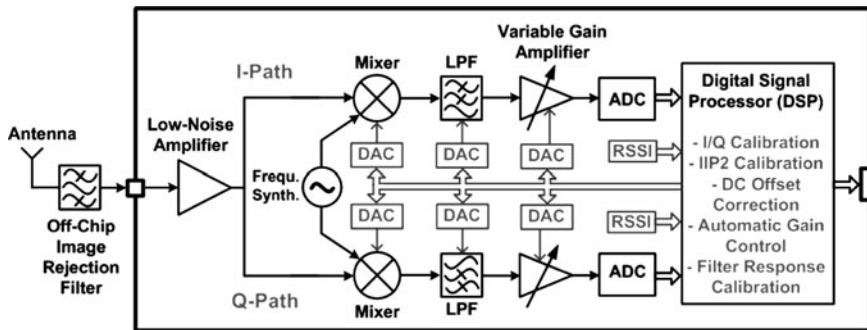 Variable Gain
Amplifier
Mixer
LPF
I-Path
ADC
Digital Signal
Processor (DSP)
Antenna
Low-Noise
Amplifier
Frequ.
Synth.
DAC
DAC
DAC
RSSI
- I/Q Calibration
- IIP2 Calibration
- DC Offset
Correction
- Automatic Gain
Control
- Filter Response
Calibration
DAC
DAC
DAC
RSSI
Off-Chip
Image
Rejection
Filter
Q-Path
Mixer
LPF
ADC